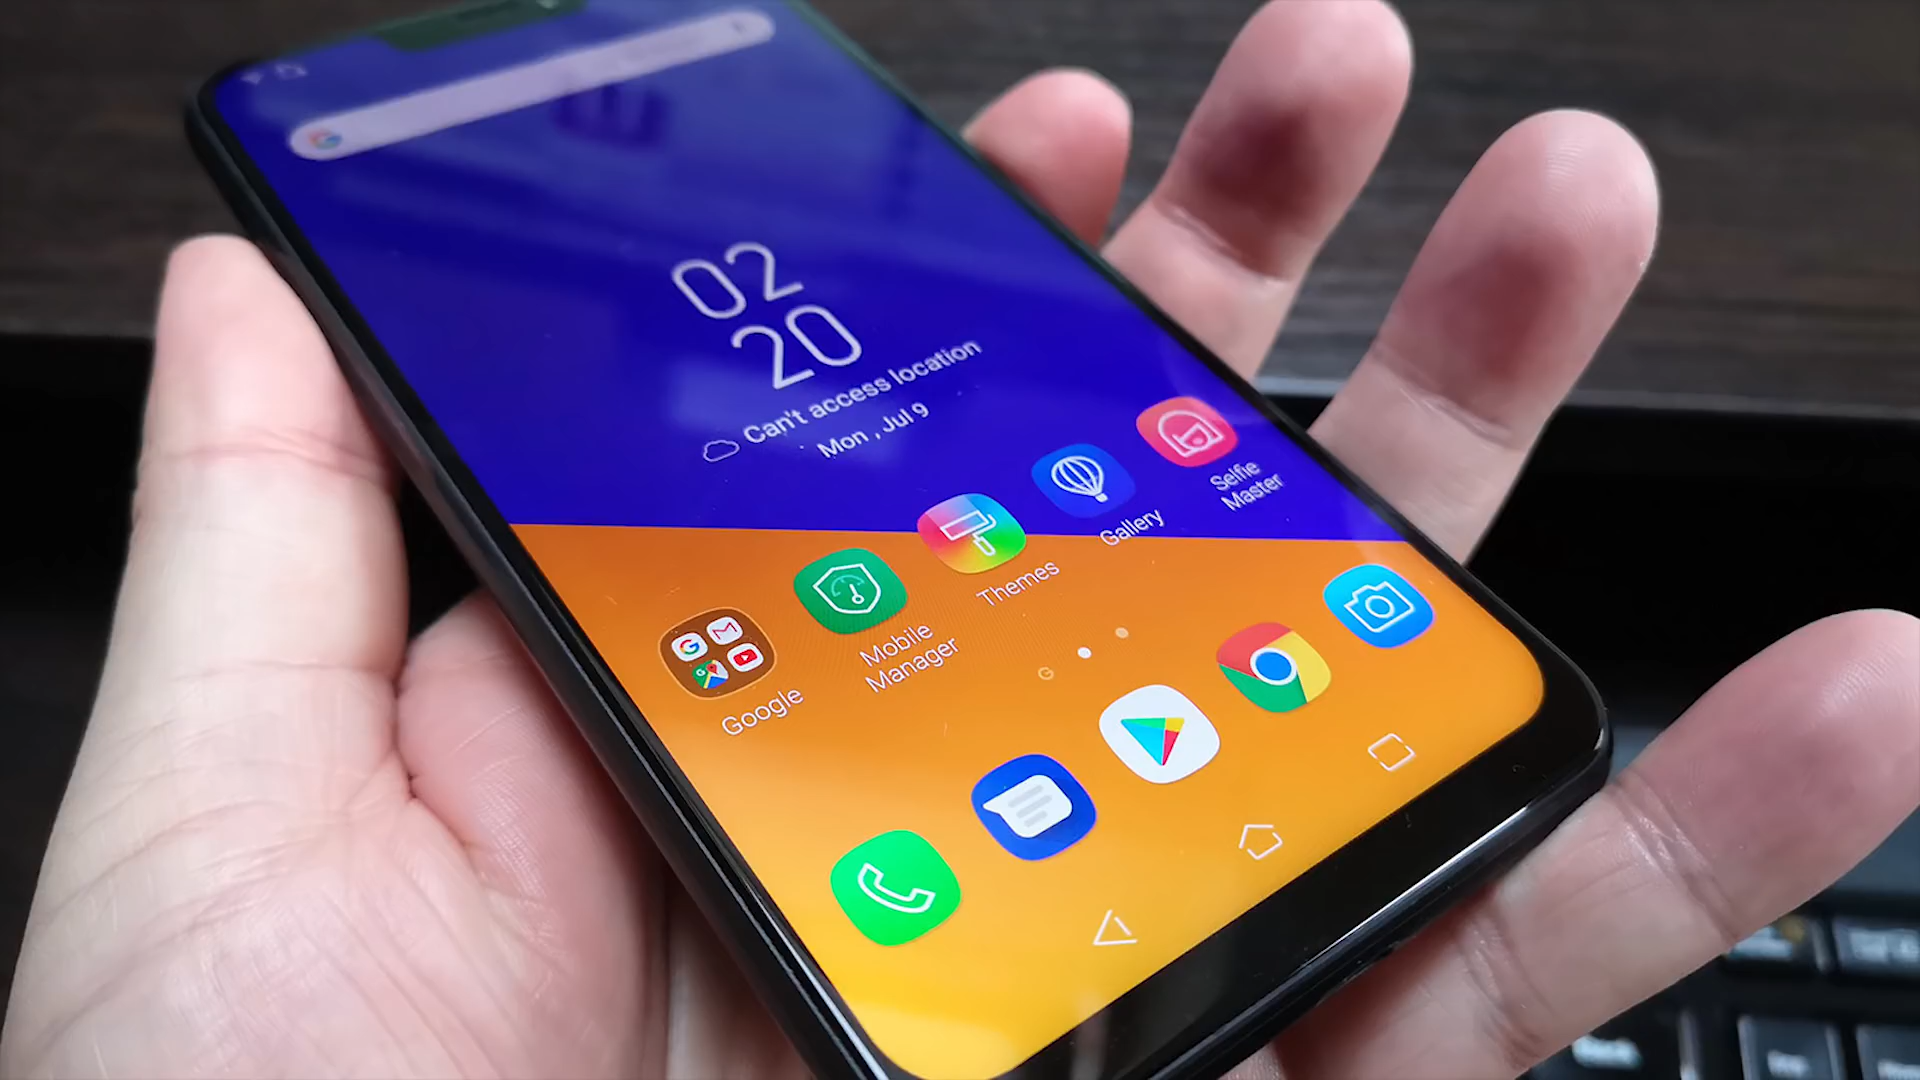 02
20
Can't access location
Mon , Jul 9
Selfie
Master
Gallery
Themes
Mobile
Manager
Google